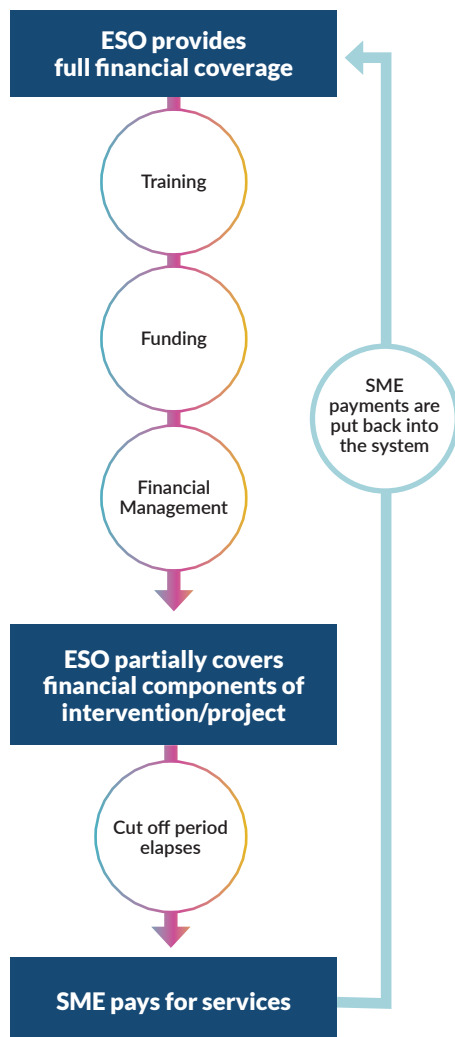 ESO provides
full financial coverage
Training
Funding
Financial
Management
SME
payments are
put back into
the system
ESO partially covers
financial components of
intervention/project
Cut off period
elapses
SME pays for services